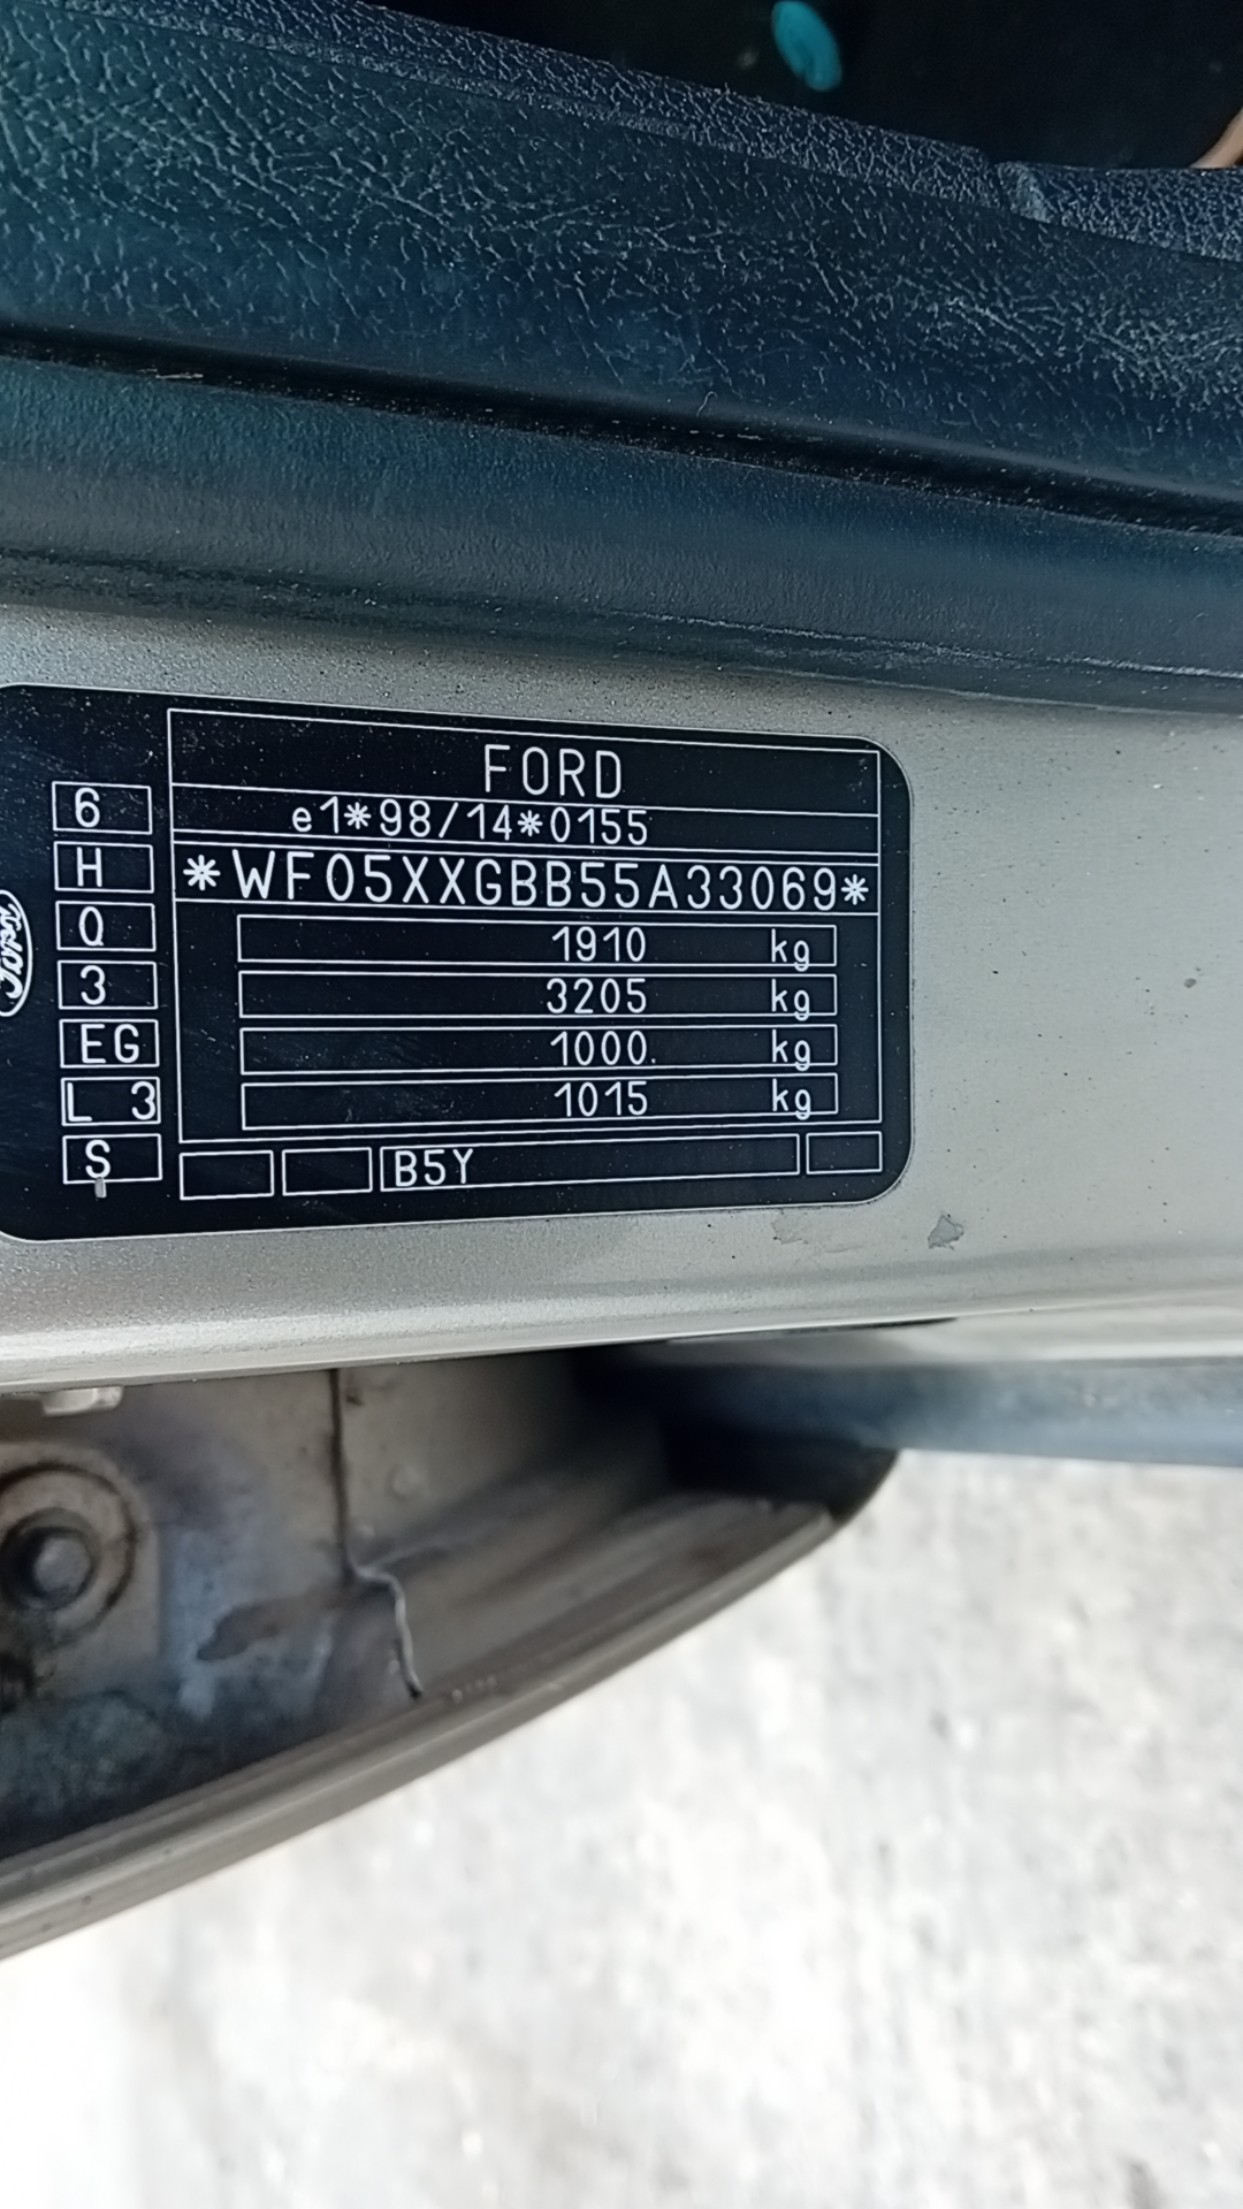 FORD
e1*98/14*0155
*WF05XXGBB55A33069*
1910 kg
3205 kg
1000 kg
1015 kg
B5Y
6
H
Q
3
EG
L 3
S
Ford